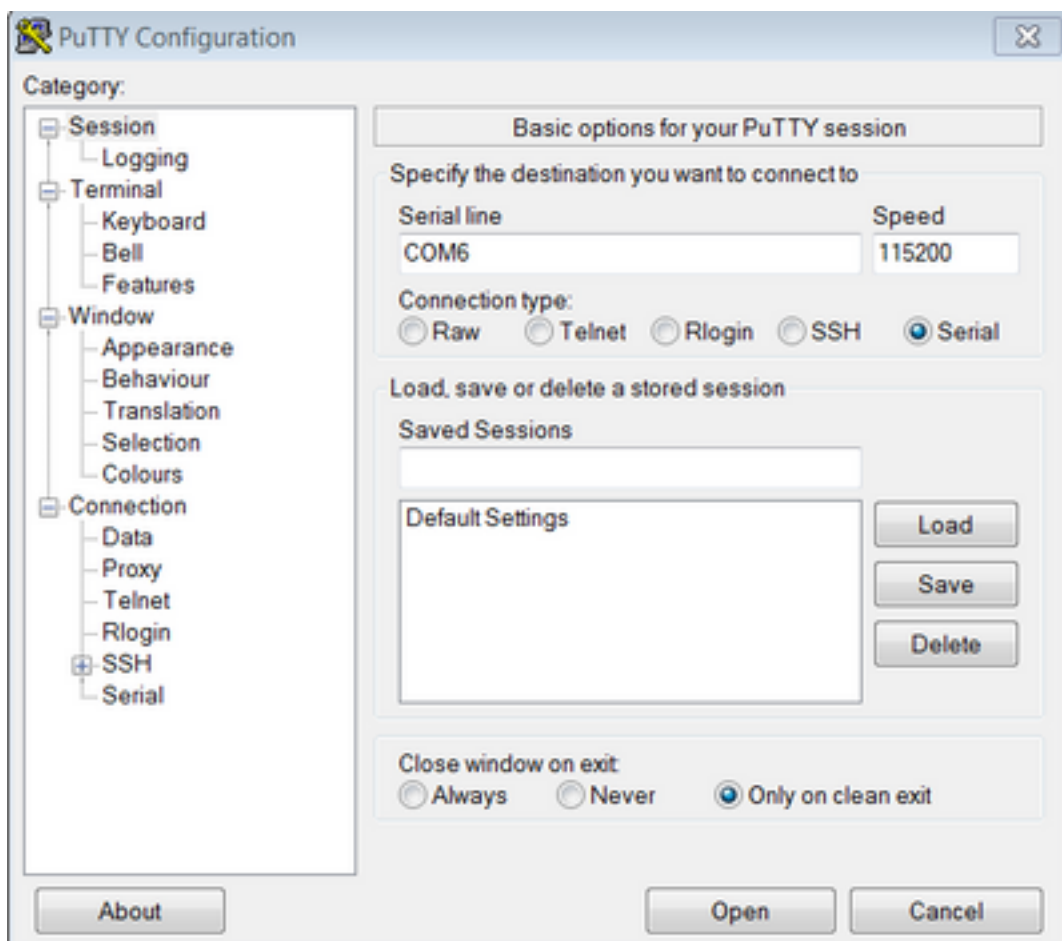 PuTTY Configuration
Category:
Session
Logging
Terminal
Keyboard
Bell
Features
Window
Appearance
Behaviour
Translation
Selection
Colours
Connection
Data
Proxy
Telnet
Rlogin
SSH
Serial
Basic options for your PuTTY session
Specify the destination you want to connect to
Serial line Speed
COM6 115200
Connection type:
Raw Telnet Rlogin SSH Serial
Load, save or delete a stored session
Saved Sessions
Default Settings
Load
Save
Delete
Close window on exit:
Always Never Only on clean exit
About Open Cancel